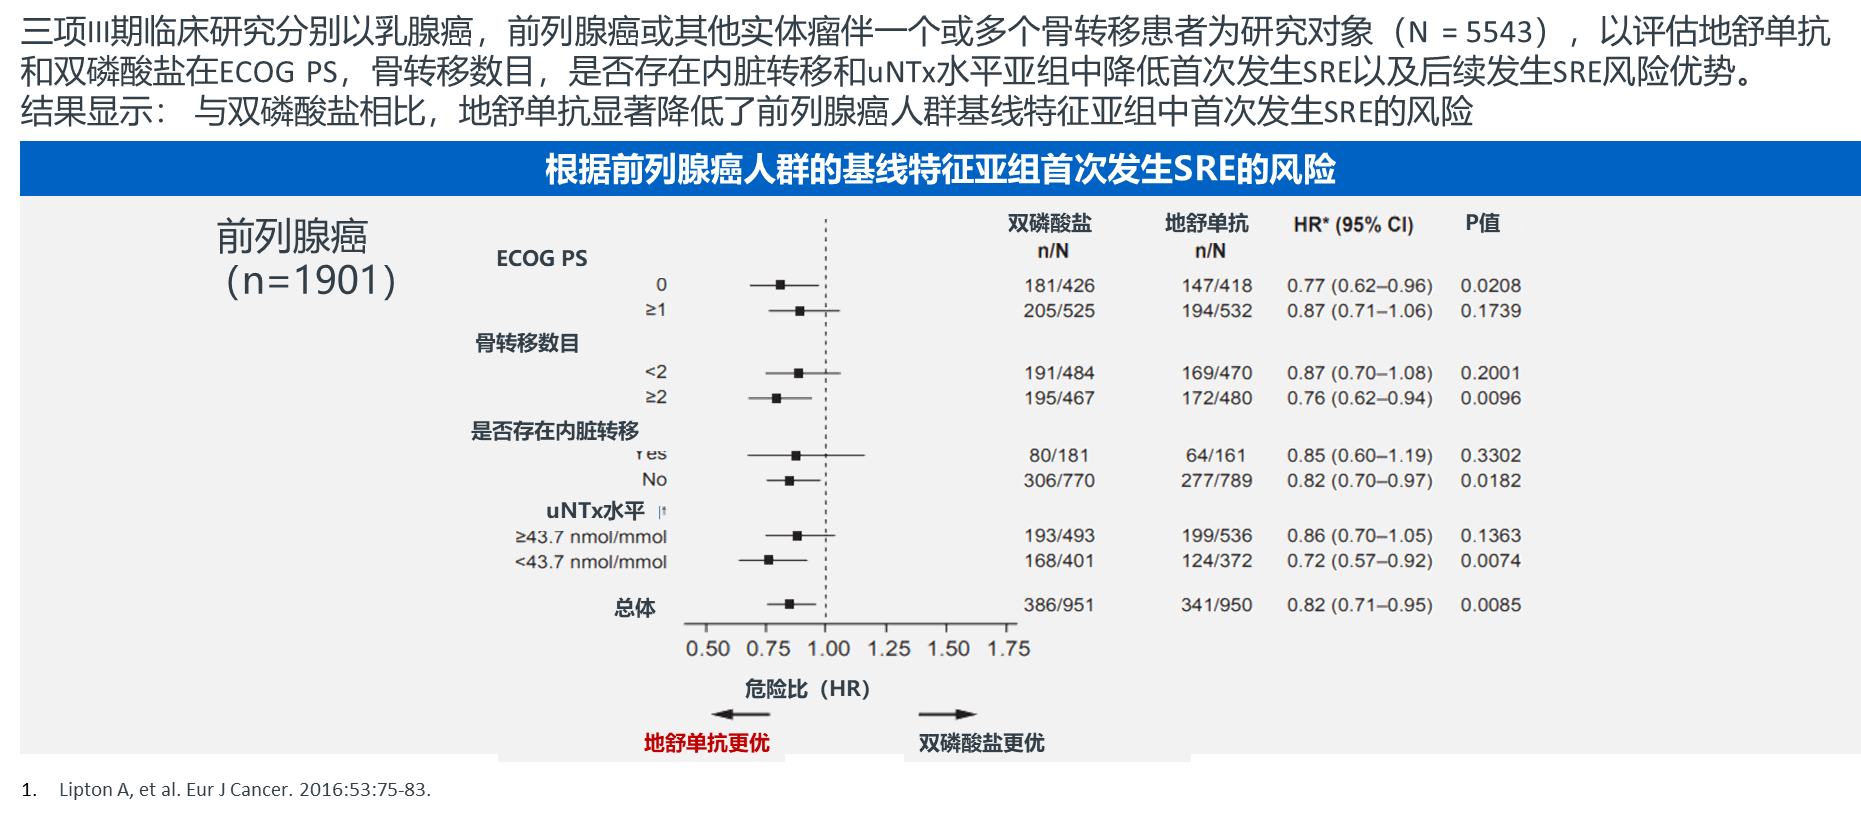 三项III期临床研究分别以乳腺癌，前列腺癌或其他实体瘤伴一个或多个骨转移患者为研究对象（N = 5543），以评估地舒单抗
和双磷酸盐在ECOG PS，骨转移数目，是否存在内脏转移和uNTx水平亚组中降低首次发生SRE以及后续发生SRE风险优势。
结果显示： 与双磷酸盐相比，地舒单抗显著降低了前列腺癌人群基线特征亚组中首次发生SRE的风险
根据前列腺癌人群的基线特征亚组首次发生SRE的风险
前列腺癌
（n=1901）
双磷酸盐 地舒单抗 HR* (95% CI) P值
n/N n/N
ECOG PS
0 181/426 147/418 0.77 (0.62–0.96) 0.0208
≥1 205/525 194/532 0.87 (0.71–1.06) 0.1739
骨转移数目
<2 191/484 169/470 0.87 (0.70–1.08) 0.2001
≥2 195/467 172/480 0.76 (0.62–0.94) 0.0096
是否存在内脏转移
Yes 80/181 64/161 0.85 (0.60–1.19) 0.3302
No 306/770 277/789 0.82 (0.70–0.97) 0.0182
uNTx水平
≥43.7 nmol/mmol 193/493 199/536 0.86 (0.70–1.05) 0.1363
<43.7 nmol/mmol 168/401 124/372 0.72 (0.57–0.92) 0.0074
总体 386/951 341/950 0.82 (0.71–0.95) 0.0085
0.50 0.75 1.00 1.25 1.50 1.75
危险比（HR）
地舒单抗更优 双磷酸盐更优
1. Lipton A, et al. Eur J Cancer. 2016:53:75-83.